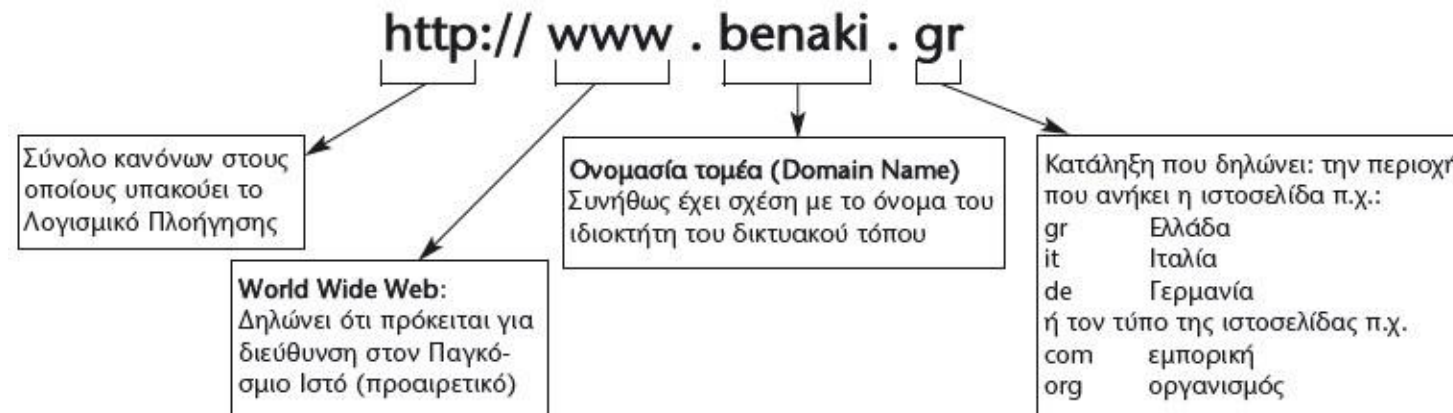 http:// www . benaki . gr
Σύνολο κανόνων στους
οποίους υπακούει το
Λογισμικό Πλοήγησης
World Wide Web:
Δηλώνει ότι πρόκειται για
διεύθυνση στον Παγκό-
σμιο Ιστό (προαιρετικό)
Ονομασία τομέα (Domain Name)
Συνήθως έχει σχέση με το όνομα του
ιδιοκτήτη του δικτυακού τόπου
Κατάληξη που δηλώνει: την περιοχή
που ανήκει η ιστοσελίδα π.χ.:
gr Ελλάδα
it Ιταλία
de Γερμανία
ή τον τύπο της ιστοσελίδας π.χ.
com εμπορική
org οργανισμός